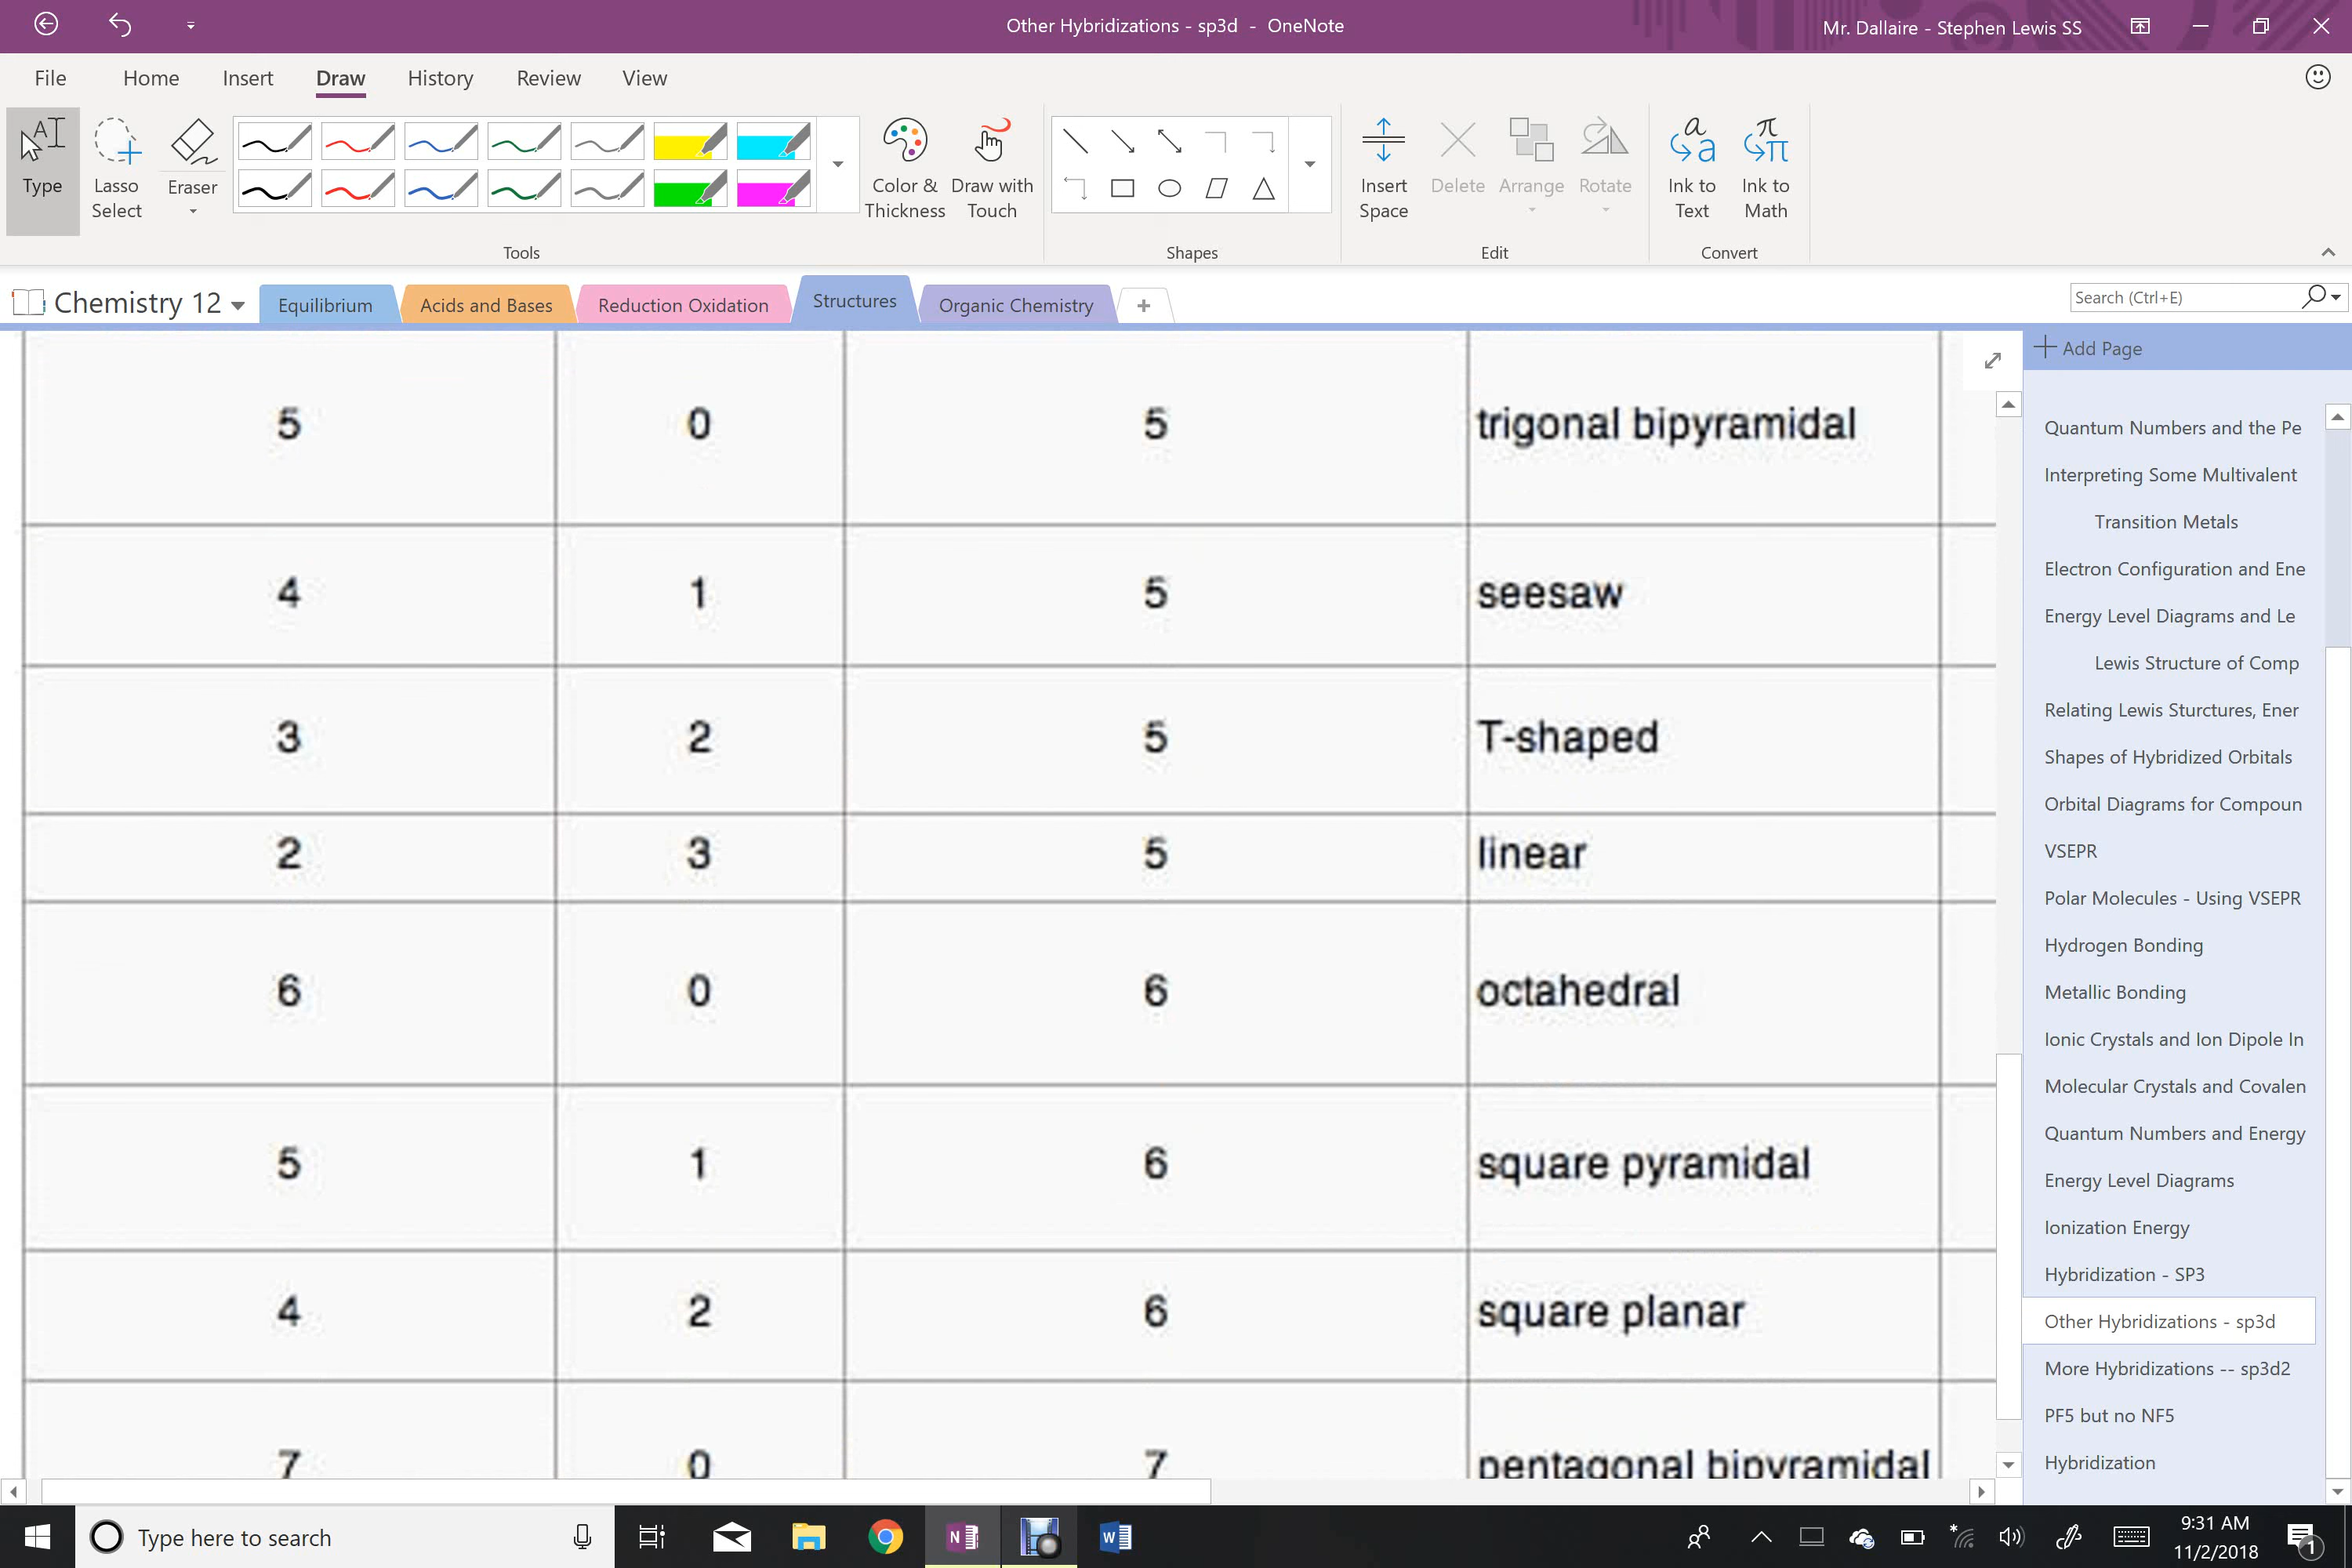 Other Hybridizations - sp3d - OneNote
Mr. Dallaire - Stephen Lewis SS
File Home Insert Draw History Review View
Type
Lasso Select
Eraser
Color & Thickness
Draw with Touch
Insert Space
Delete
Arrange
Rotate
Ink to Text
Ink to Math
Tools Shapes Edit Convert
Chemistry 12
Equilibrium Acids and Bases Reduction Oxidation Structures Organic Chemistry +
Search (Ctrl+E)
5 0 5 trigonal bipyramidal
4 1 5 seesaw
3 2 5 T-shaped
2 3 5 linear
6 0 6 octahedral
5 1 6 square pyramidal
4 2 6 square planar
7 0 7 pentagonal bipyramidal
Add Page
Quantum Numbers and the Pe
Interpreting Some Multivalent
Transition Metals
Electron Configuration and Ene
Energy Level Diagrams and Le
Lewis Structure of Comp
Relating Lewis Sturctures, Ener
Shapes of Hybridized Orbitals
Orbital Diagrams for Compoun
VSEPR
Polar Molecules - Using VSEPR
Hydrogen Bonding
Metallic Bonding
Ionic Crystals and Ion Dipole In
Molecular Crystals and Covalen
Quantum Numbers and Energy
Energy Level Diagrams
Ionization Energy
Hybridization - SP3
Other Hybridizations - sp3d
More Hybridizations -- sp3d2
PF5 but no NF5
Hybridization
Type here to search
9:31 AM
11/2/2018
1